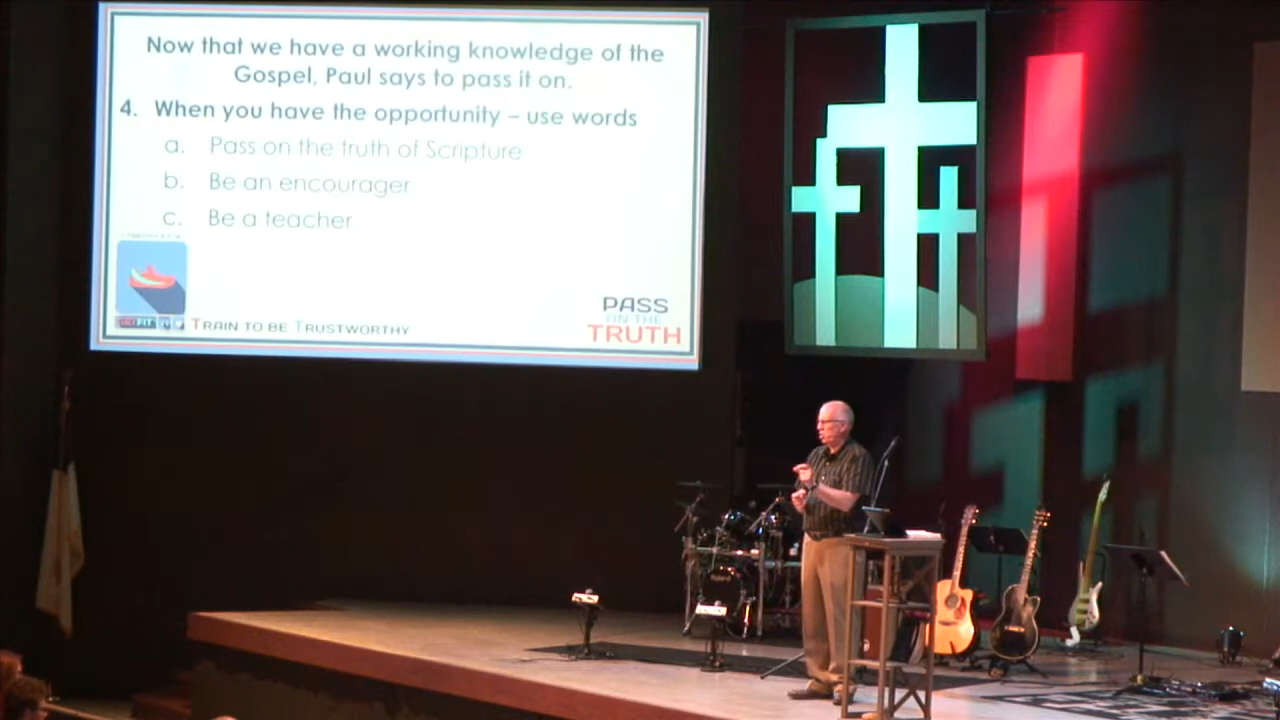 Now that we have a working knowledge of the
Gospel, Paul says to pass it on.
4. When you have the opportunity – use words
a. Pass on the truth of Scripture
b. Be an encourager
c. Be a teacher
FIT
TRAIN TO BE TRUSTWORTHY
PASS
ON THE
TRUTH